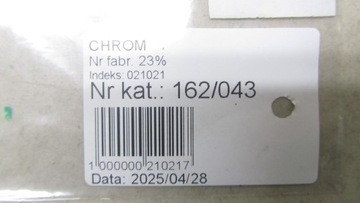 CHROM .
Nr fabr. 23%
Indeks: 021021
Nr kat.: 162/043
1 000000 210217
Data: 2025/04/28